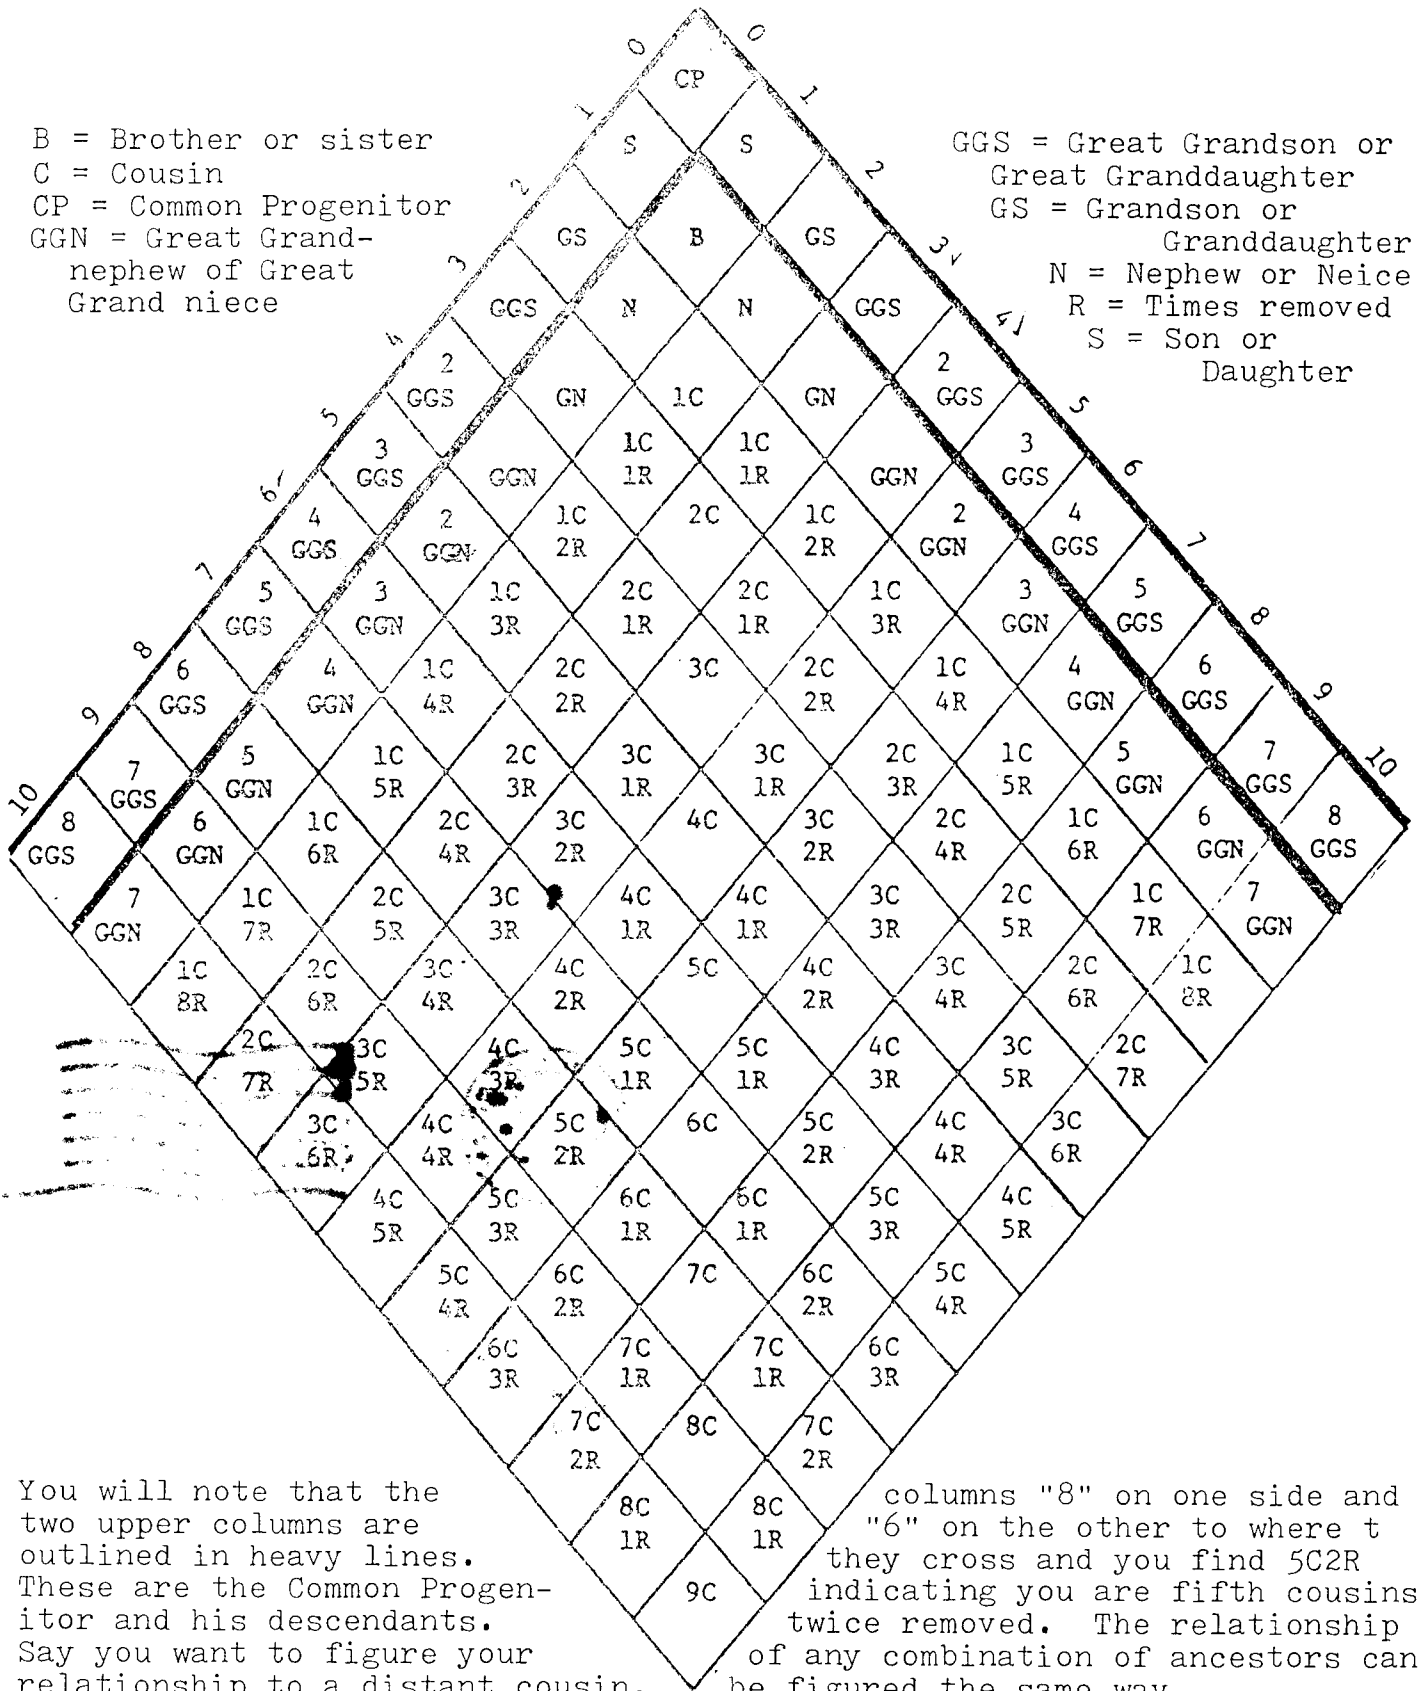 0 0
CP
1 1
B = Brother or sister
C = Cousin
CP = Common Progenitor
GGN = Great Grand-
nephew of Great
Grand niece
GGS = Great Grandson or
Great Granddaughter
GS = Grandson or
Granddaughter
N = Nephew or Neice
R = Times removed
S = Son or
Daughter
S S
2 2
GS B GS
3 3
GGS N N GGS
4 4
2 2
GGS GN 1C GN GGS
5 5
3 1C 1C 3
GGS GGN 1R 1R GGN GGS
6 6
4 2 1C 2C 1C 2 4
GGS GGN 2R 2R GGN GGS
7 7
5 3 1C 2C 2C 1C 3 5
GGS GGN 3R 1R 1R 3R GGN GGS
8 8
6 4 1C 2C 3C 2C 1C 4 6
GGS GGN 4R 2R 2R 4R GGN GGS
9 9
7 5 1C 2C 3C 3C 2C 1C 5 7
GGS GGN 5R 3R 1R 1R 3R 5R GGN GGS
10 10
8 6 1C 2C 3C 4C 3C 2C 1C 6 8
GGS GGN 6R 4R 2R 2R 4R 6R GGN GGS
7 1C 2C 3C 4C 4C 3C 2C 1C 7
GGN 7R 5R 3R 1R 1R 3R 5R 7R GGN
1C 2C 3C 4C 5C 4C 3C 2C 1C
8R 6R 4R 2R 2R 4R 6R 8R
2C 3C 4C 5C 5C 4C 3C 2C
7R 5R 3R 1R 1R 3R 5R 7R
3C 4C 5C 6C 5C 4C 3C
6R 4R 2R 2R 4R 6R
4C 5C 6C 6C 5C 4C
5R 3R 1R 1R 3R 5R
5C 6C 7C 6C 5C
4R 2R 2R 4R
6C 7C 7C 6C
3R 1R 1R 3R
7C 8C 7C
2R 2R
8C 8C
1R 1R
9C
You will note that the
two upper columns are
outlined in heavy lines.
These are the Common Progen-
itor and his descendants.
Say you want to figure your
relationship to a distant cousin.
columns "8" on one side and
"6" on the other to where t
they cross and you find 5C2R
indicating you are fifth cousins
twice removed. The relationship
of any combination of ancestors can
be figured the same way